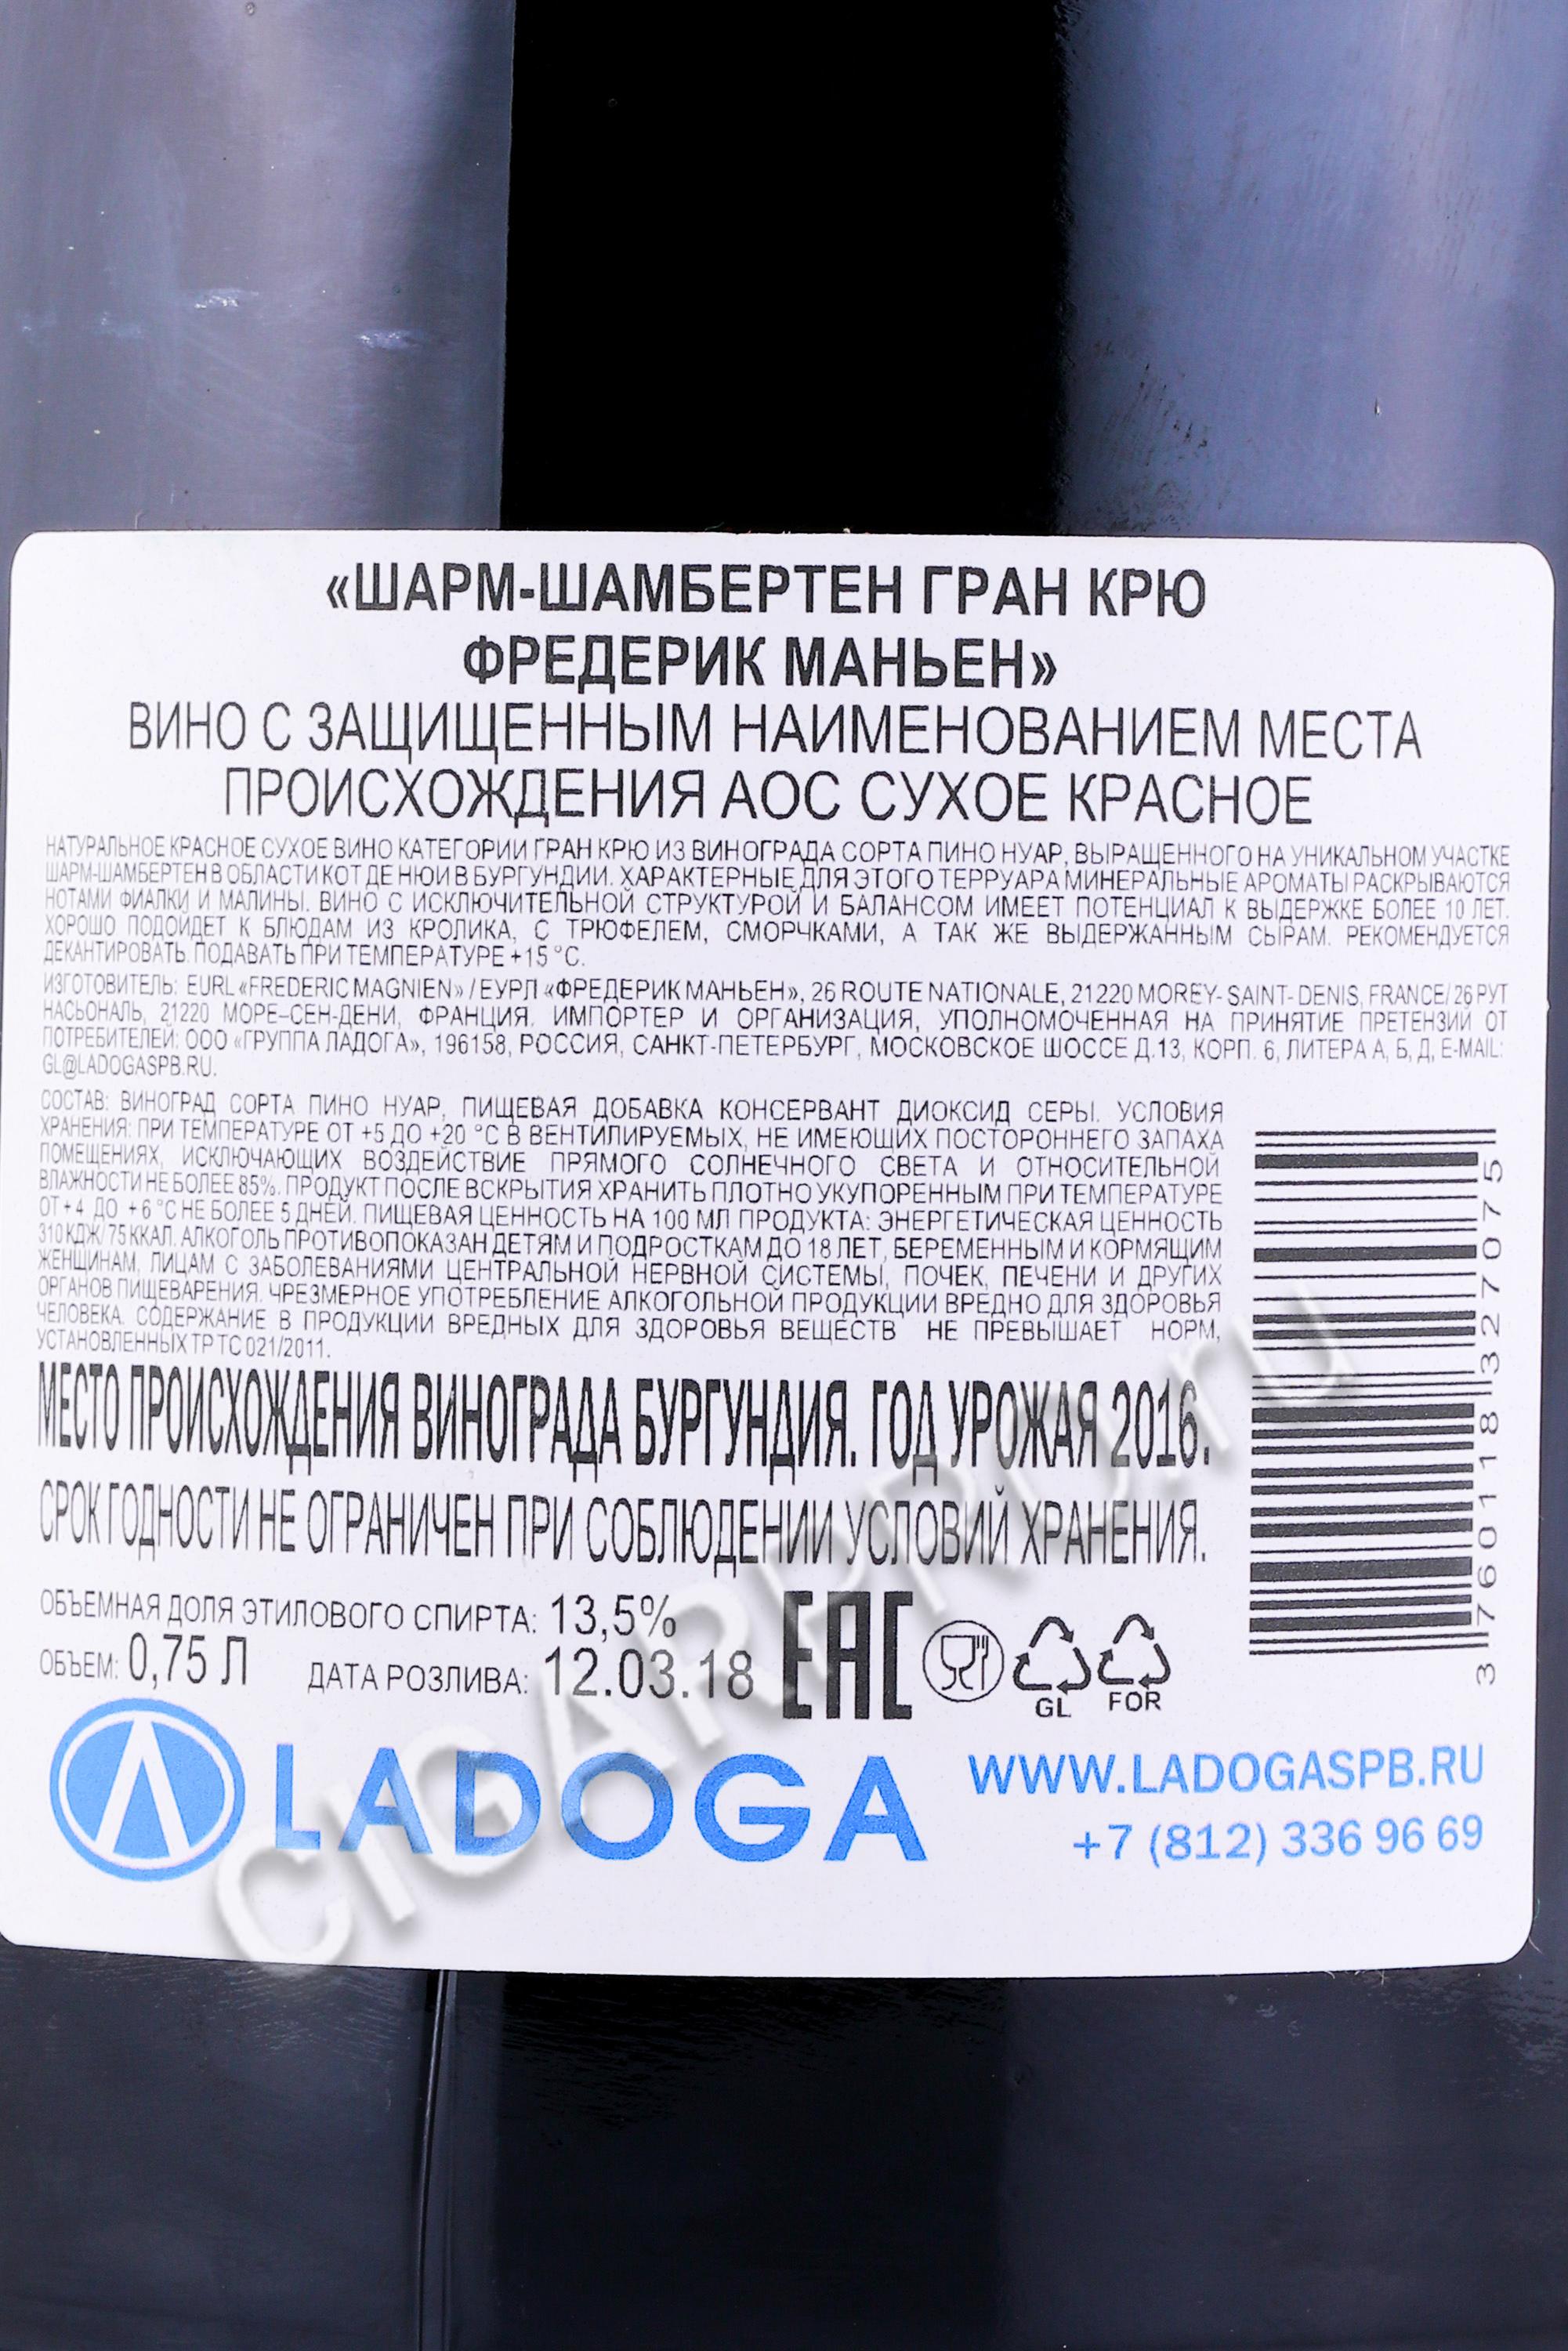 «ШАРМ-ШАМБЕРТЕН ГРАН КРЮ
ФРЕДЕРИК МАНЬЕН»
ВИНО С ЗАЩИЩЕННЫМ НАИМЕНОВАНИЕМ МЕСТА
ПРОИСХОЖДЕНИЯ АОС СУХОЕ КРАСНОЕ
НАТУРАЛЬНОЕ КРАСНОЕ СУХОЕ ВИНО КАТЕГОРИИ ГРАН КРЮ ИЗ ВИНОГРАДА СОРТА ПИНО НУАР, ВЫРАЩЕННОГО НА УНИКАЛЬНОМ УЧАСТКЕ
ШАРМ-ШАМБЕРТЕН В ОБЛАСТИ КОТ ДЕ НЮИ В БУРГУНДИИ. ХАРАКТЕРНЫЕ ДЛЯ ЭТОГО ТЕРРУАРА МИНЕРАЛЬНЫЕ АРОМАТЫ РАСКРЫВАЮТСЯ
НОТАМИ ФИАЛКИ И МАЛИНЫ. ВИНО С ИСКЛЮЧИТЕЛЬНОЙ СТРУКТУРОЙ И БАЛАНСОМ ИМЕЕТ ПОТЕНЦИАЛ К ВЫДЕРЖКЕ БОЛЕЕ 10 ЛЕТ.
ХОРОШО ПОДОЙДЕТ К БЛЮДАМ ИЗ КРОЛИКА, С ТРЮФЕЛЕМ, СМОРЧКАМИ, А ТАК ЖЕ ВЫДЕРЖАННЫМ СЫРАМ. РЕКОМЕНДУЕТСЯ
ДЕКАНТИРОВАТЬ. ПОДАВАТЬ ПРИ ТЕМПЕРАТУРЕ +15 °С.
ИЗГОТОВИТЕЛЬ: EURL «FREDERIC MAGNIEN» / ЕУРЛ «ФРЕДЕРИК МАНЬЕН», 26 ROUTE NATIONALE, 21220 MOREY- SAINT- DENIS, FRANCE/ 26 РУТ
НАСЬОНАЛЬ, 21220 МОРЕ–СЕН-ДЕНИ, ФРАНЦИЯ. ИМПОРТЕР И ОРГАНИЗАЦИЯ, УПОЛНОМОЧЕННАЯ НА ПРИНЯТИЕ ПРЕТЕНЗИЙ ОТ
ПОТРЕБИТЕЛЕЙ: ООО «ГРУППА ЛАДОГА», 196158, РОССИЯ, САНКТ-ПЕТЕРБУРГ, МОСКОВСКОЕ ШОССЕ Д.13, КОРП. 6, ЛИТЕРА А, Б, Д, E-MAIL:
GL@LADOGASPB.RU.
СОСТАВ: ВИНОГРАД СОРТА ПИНО НУАР, ПИЩЕВАЯ ДОБАВКА КОНСЕРВАНТ ДИОКСИД СЕРЫ. УСЛОВИЯ
ХРАНЕНИЯ: ПРИ ТЕМПЕРАТУРЕ ОТ +5 ДО +20 °С В ВЕНТИЛИРУЕМЫХ, НЕ ИМЕЮЩИХ ПОСТОРОННЕГО ЗАПАХА
ПОМЕЩЕНИЯХ, ИСКЛЮЧАЮЩИХ ВОЗДЕЙСТВИЕ ПРЯМОГО СОЛНЕЧНОГО СВЕТА И ОТНОСИТЕЛЬНОЙ
ВЛАЖНОСТИ НЕ БОЛЕЕ 85%. ПРОДУКТ ПОСЛЕ ВСКРЫТИЯ ХРАНИТЬ ПЛОТНО УКУПОРЕННЫМ ПРИ ТЕМПЕРАТУРЕ
ОТ +4 ДО +6 °С НЕ БОЛЕЕ 5 ДНЕЙ. ПИЩЕВАЯ ЦЕННОСТЬ НА 100 МЛ ПРОДУКТА: ЭНЕРГЕТИЧЕСКАЯ ЦЕННОСТЬ
310 КДЖ/ 75 ККАЛ. АЛКОГОЛЬ ПРОТИВОПОКАЗАН ДЕТЯМ И ПОДРОСТКАМ ДО 18 ЛЕТ, БЕРЕМЕННЫМ И КОРМЯЩИМ
ЖЕНЩИНАМ, ЛИЦАМ С ЗАБОЛЕВАНИЯМИ ЦЕНТРАЛЬНОЙ НЕРВНОЙ СИСТЕМЫ, ПОЧЕК, ПЕЧЕНИ И ДРУГИХ
ОРГАНОВ ПИЩЕВАРЕНИЯ. ЧРЕЗМЕРНОЕ УПОТРЕБЛЕНИЕ АЛКОГОЛЬНОЙ ПРОДУКЦИИ ВРЕДНО ДЛЯ ЗДОРОВЬЯ
ЧЕЛОВЕКА. СОДЕРЖАНИЕ В ПРОДУКЦИИ ВРЕДНЫХ ДЛЯ ЗДОРОВЬЯ ВЕЩЕСТВ НЕ ПРЕВЫШАЕТ НОРМ,
УСТАНОВЛЕННЫХ ТР ТС 021/2011.
МЕСТО ПРОИСХОЖДЕНИЯ ВИНОГРАДА БУРГУНДИЯ. ГОД УРОЖАЯ 2016.
СРОК ГОДНОСТИ НЕ ОГРАНИЧЕН ПРИ СОБЛЮДЕНИИ УСЛОВИЙ ХРАНЕНИЯ.
ОБЪЕМНАЯ ДОЛЯ ЭТИЛОВОГО СПИРТА: 13,5%
ОБЪЕМ: 0,75 Л ДАТА РОЗЛИВА: 12.03.18
EAC
GL FOR
3 760118 327075
LADOGA
WWW.LADOGASPB.RU
+7 (812) 336 96 69
CIGARPRO.ru